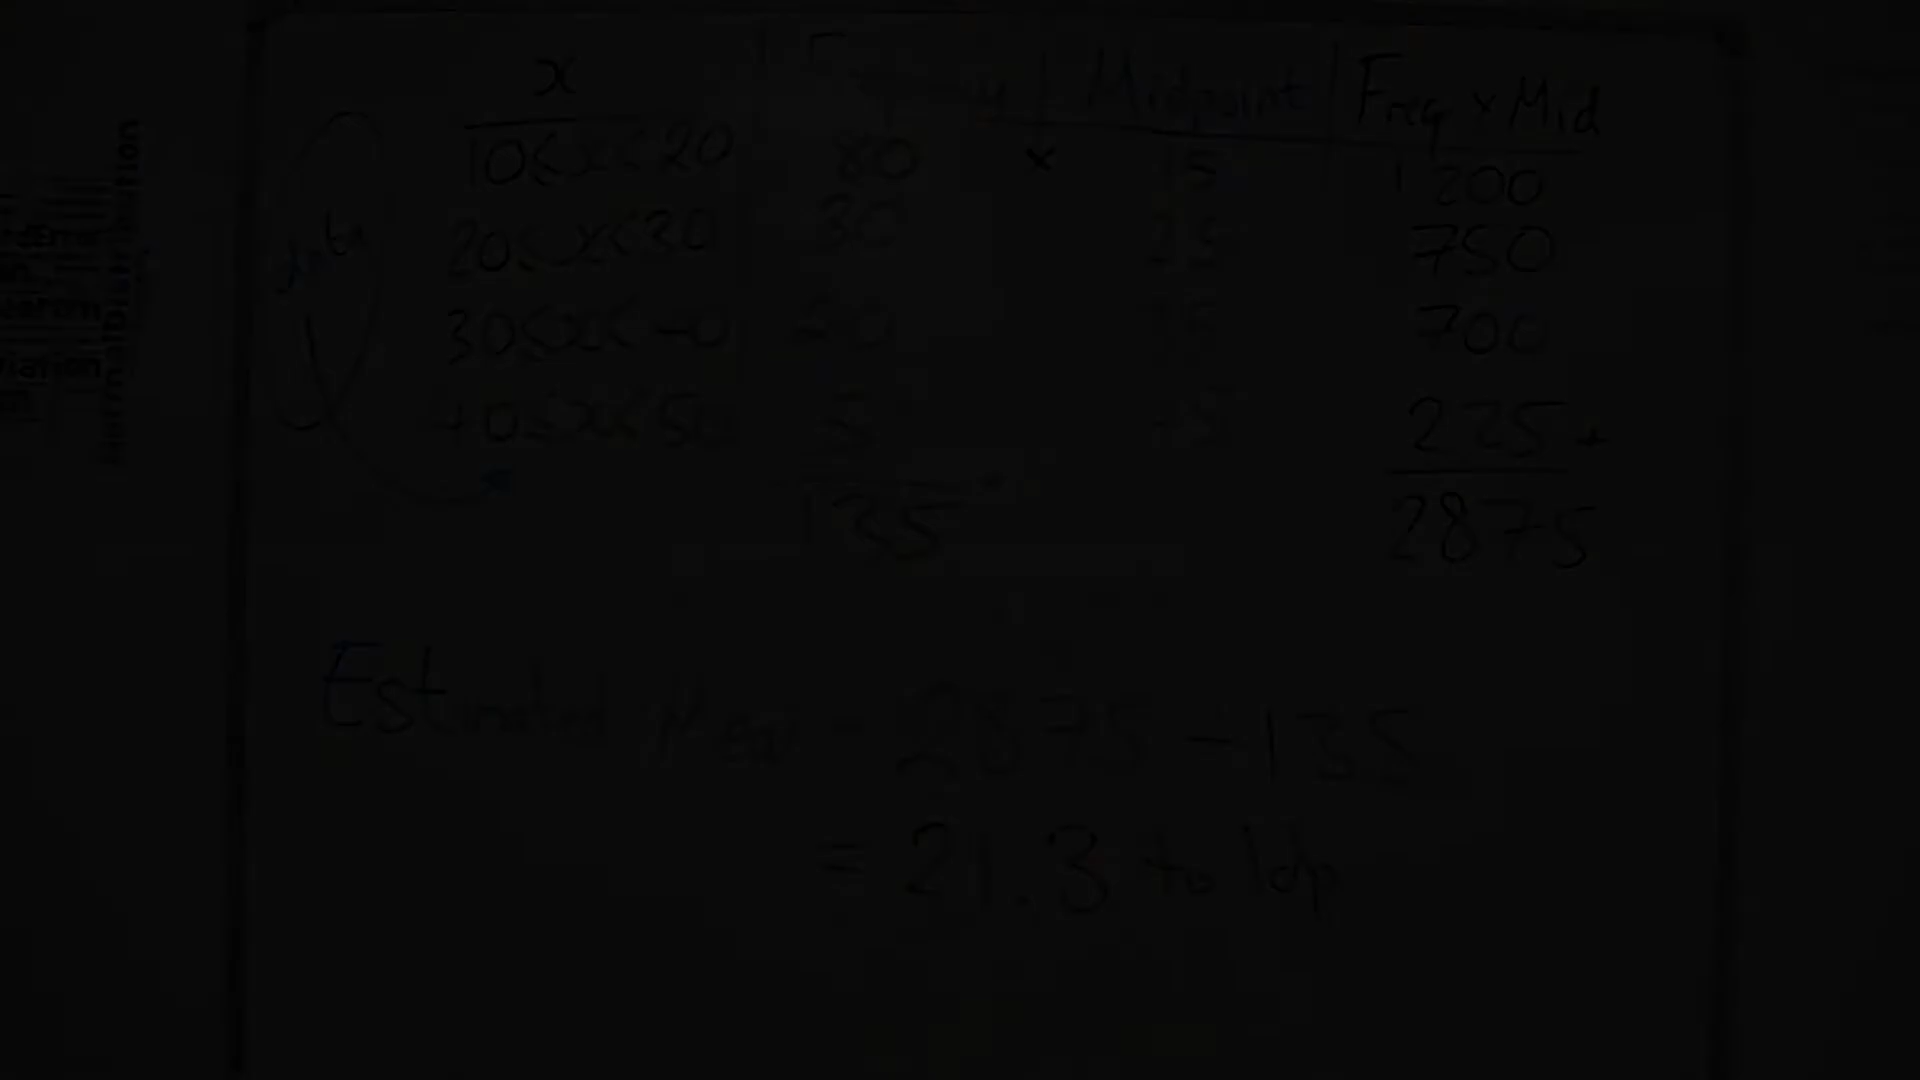 x Frequency Midpoint Freq x Mid
10≤x<20 80 x 15 1200
20≤x<30 30 25 750
30≤x<40 20 35 700
40≤x<50 5 45 225 +
135 2875
Estimated Mean = 2875 ÷ 135
= 21.3 to 1dp